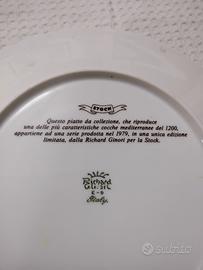 STOCK
Questo piatto da collezione, che riproduce
una delle più caratteristiche cocche mediterranee del 1200,
appartiene ad una serie prodotta nel 1979, in una unica edizione
limitata, dalla Richard Ginori per la Stock.
Richard
Ginori
Italy.
subito